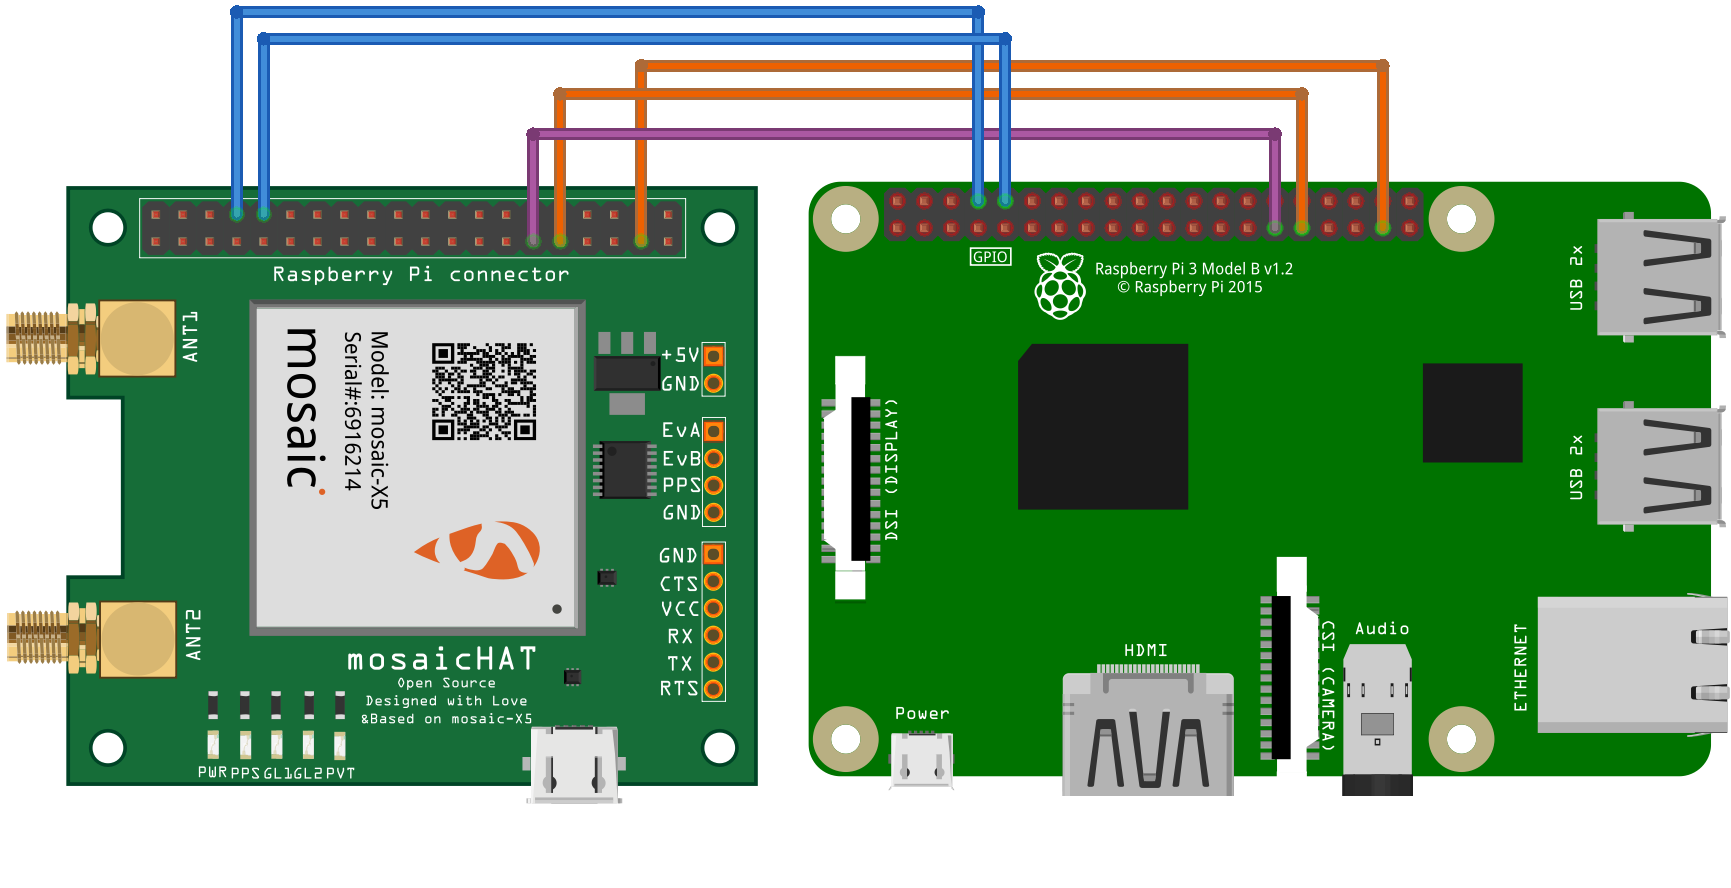 Raspberry Pi connector
ANT1
mosaic
Model: mosaic-X5
Serial#:6916214
+5V
GND
EvA
EvB
PPS
GND
GND
CTS
VCC
RX
TX
RTS
ANT2
mosaicHAT
Open Source
Designed with Love
&Based on mosaic-X5
PWR PPS GL1 GL2 PVT
GPIO
Raspberry Pi 3 Model B v1.2
© Raspberry Pi 2015
USB 2x
USB 2x
DSI (DISPLAY)
CSI (CAMERA)
Audio
HDMI
Power
ETHERNET